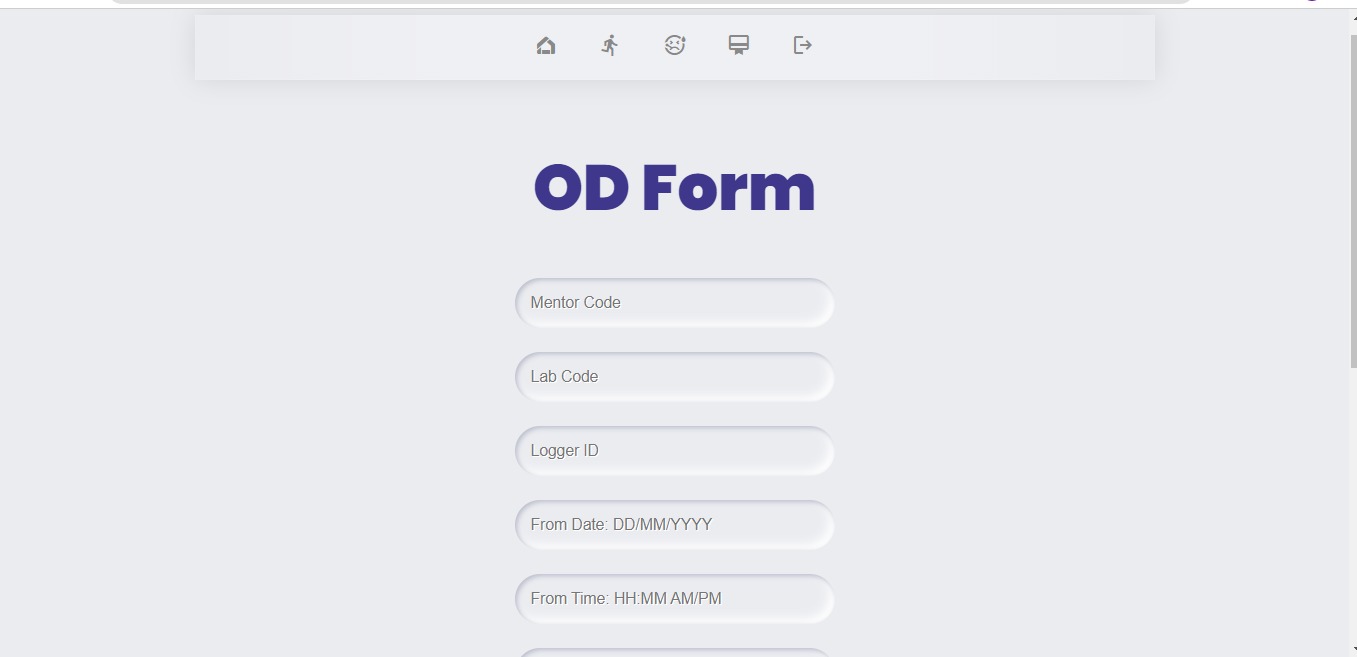 OD Form
Mentor Code
Lab Code
Logger ID
From Date: DD/MM/YYYY
From Time: HH:MM AM/PM